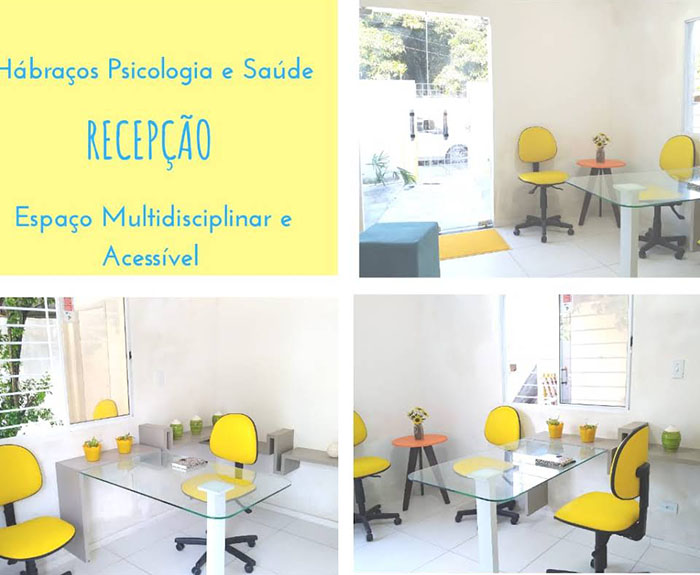 Hábraços Psicologia e Saúde
RECEPÇÃO
Espaço Multidisciplinar e
Acessível